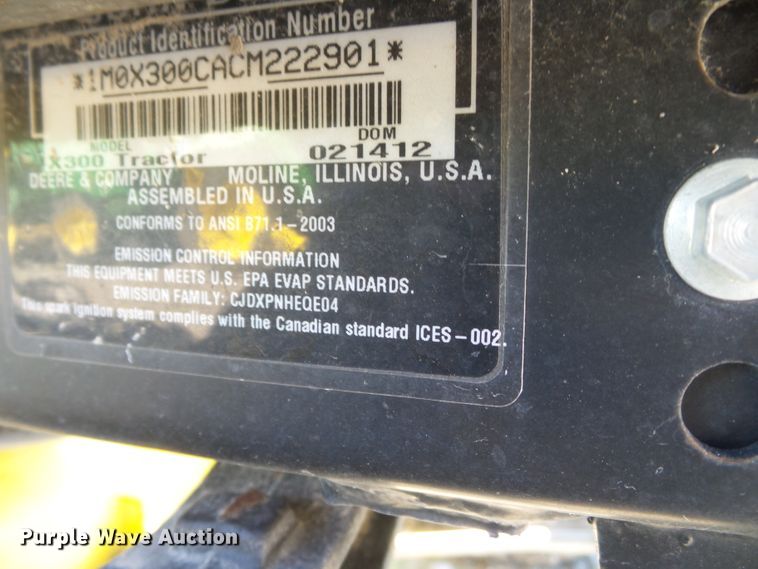 Product Identification Number
*1M0X300CACM222901*
MODEL DOM
X300 Tractor 021412
DEERE & COMPANY MOLINE, ILLINOIS, U.S.A.
ASSEMBLED IN U.S.A.
CONFORMS TO ANSI B71.1-2003
EMISSION CONTROL INFORMATION
THIS EQUIPMENT MEETS U.S. EPA EVAP STANDARDS.
EMISSION FAMILY: CJDXPNHEQE04
This spark ignition system complies with the Canadian standard ICES-002.
Purple Wave Auction